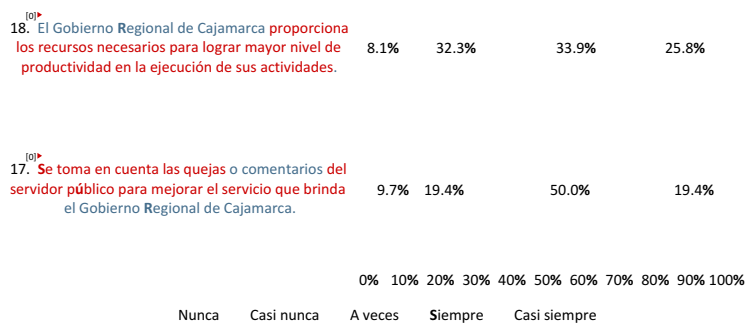 [0]
18. El Gobierno Regional de Cajamarca proporciona
los recursos necesarios para lograr mayor nivel de
productividad en la ejecución de sus actividades.
8.1% 32.3% 33.9% 25.8%
[0]
17. Se toma en cuenta las quejas o comentarios del
servidor público para mejorar el servicio que brinda
el Gobierno Regional de Cajamarca.
9.7% 19.4% 50.0% 19.4%
0% 10% 20% 30% 40% 50% 60% 70% 80% 90% 100%
Nunca Casi nunca A veces Siempre Casi siempre